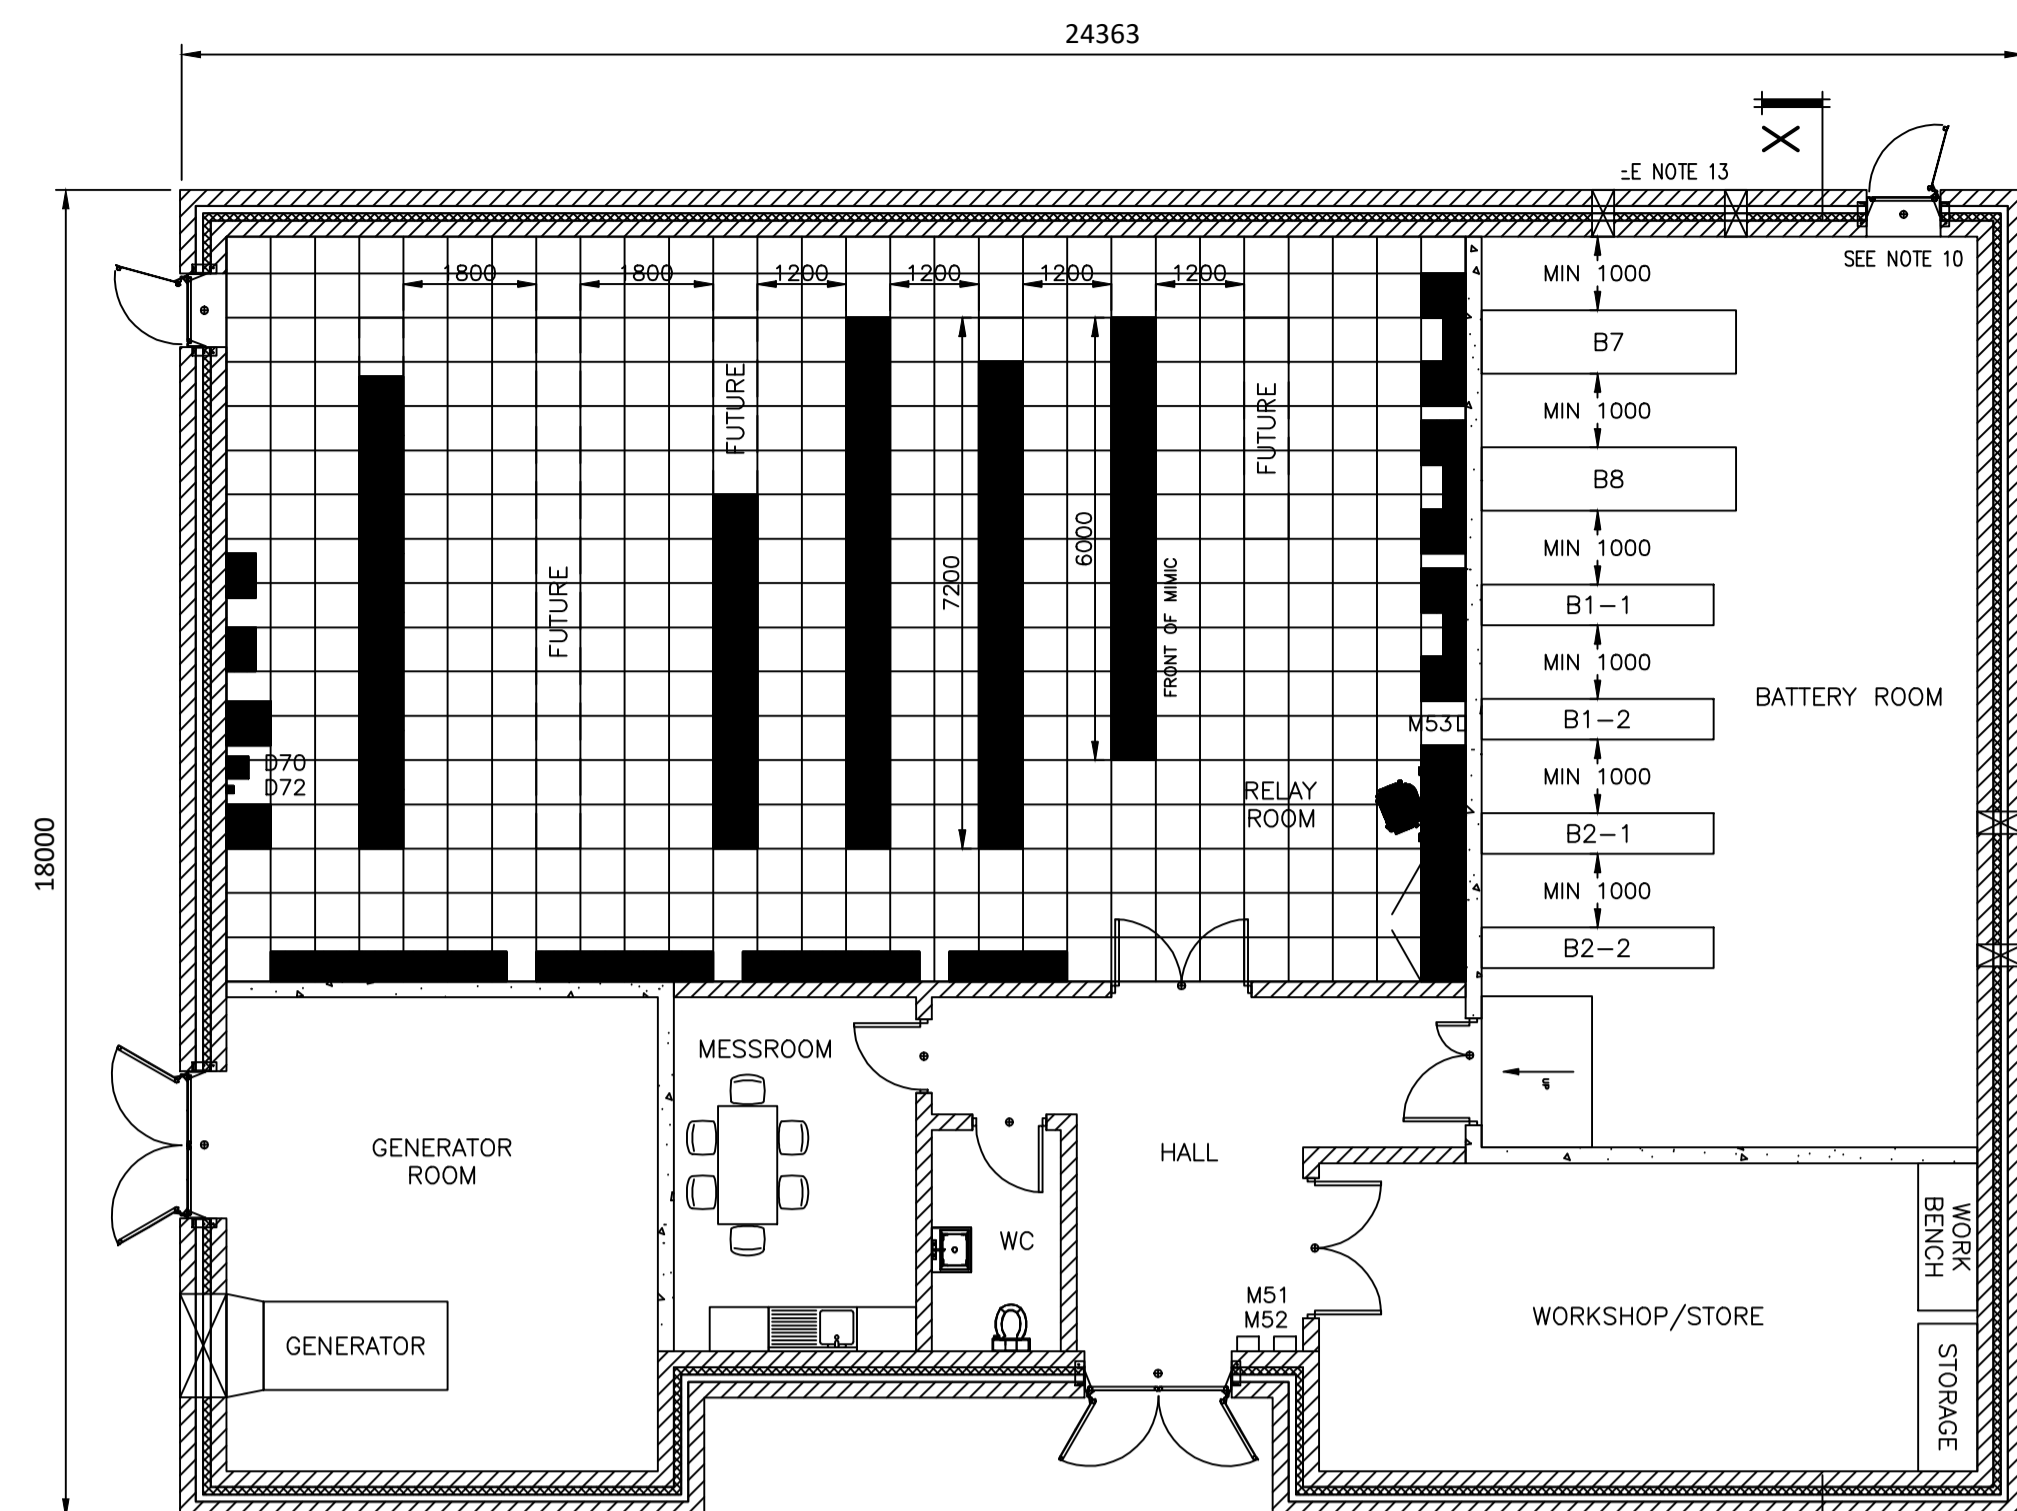 24363
X
:E NOTE 13
SEE NOTE 10
1800
1800
1200
1200
1200
1200
MIN 1000
B7
MIN 1000
B8
MIN 1000
B1-1
MIN 1000
B1-2
MIN 1000
B2-1
MIN 1000
B2-2
FUTURE
FUTURE
FUTURE
7200
6000
FRONT OF MIMIC
BATTERY ROOM
M53L
D70
D72
RELAY
ROOM
18000
MESSROOM
UP
GENERATOR
ROOM
HALL
WC
M51
M52
WORK
BENCH
WORKSHOP/STORE
GENERATOR
STORAGE